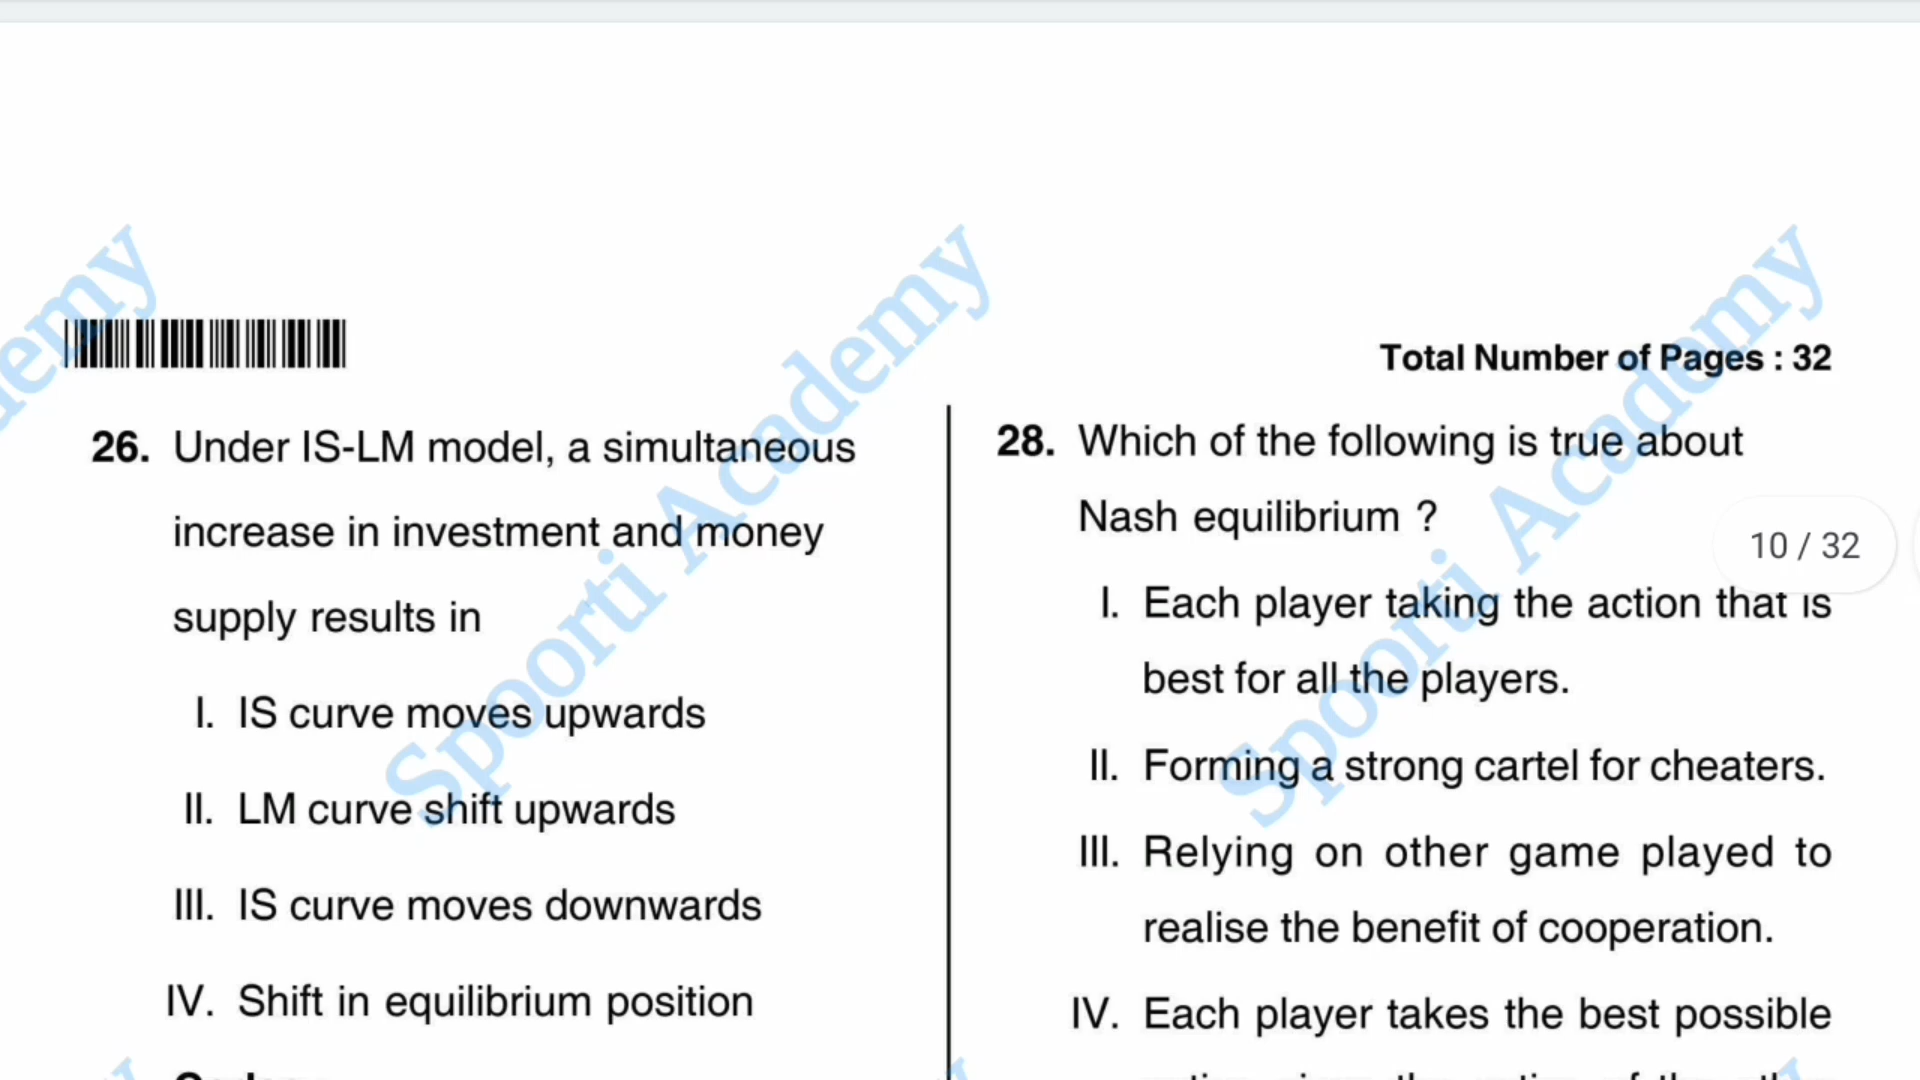 Total Number of Pages : 32
26. Under IS-LM model, a simultaneous
increase in investment and money
supply results in
I. IS curve moves upwards
II. LM curve shift upwards
III. IS curve moves downwards
IV. Shift in equilibrium position
28. Which of the following is true about
Nash equilibrium ?
10 / 32
I. Each player taking the action that is
best for all the players.
II. Forming a strong cartel for cheaters.
III. Relying on other game played to
realise the benefit of cooperation.
IV. Each player takes the best possible
Spoorti Academy
Spoorti Academy